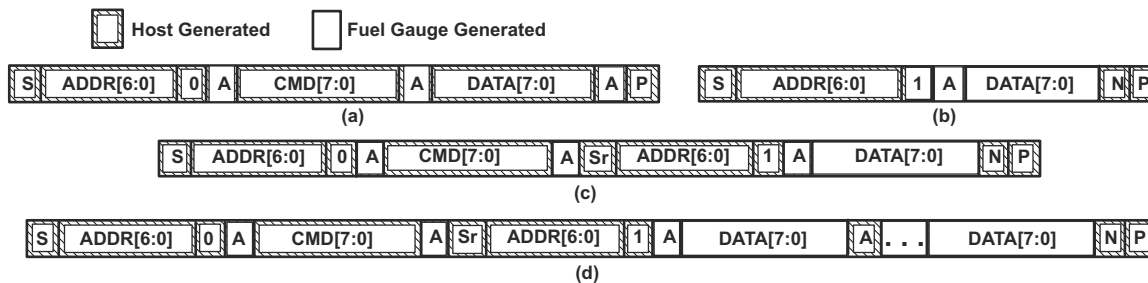 Host Generated Fuel Gauge Generated
S ADDR[6:0] 0 A CMD[7:0] A DATA[7:0] A P S ADDR[6:0] 1 A DATA[7:0] N P
(a) (b)
S ADDR[6:0] 0 A CMD[7:0] A Sr ADDR[6:0] 1 A DATA[7:0] N P
(c)
S ADDR[6:0] 0 A CMD[7:0] A Sr ADDR[6:0] 1 A DATA[7:0] A . . . DATA[7:0] N P
(d)